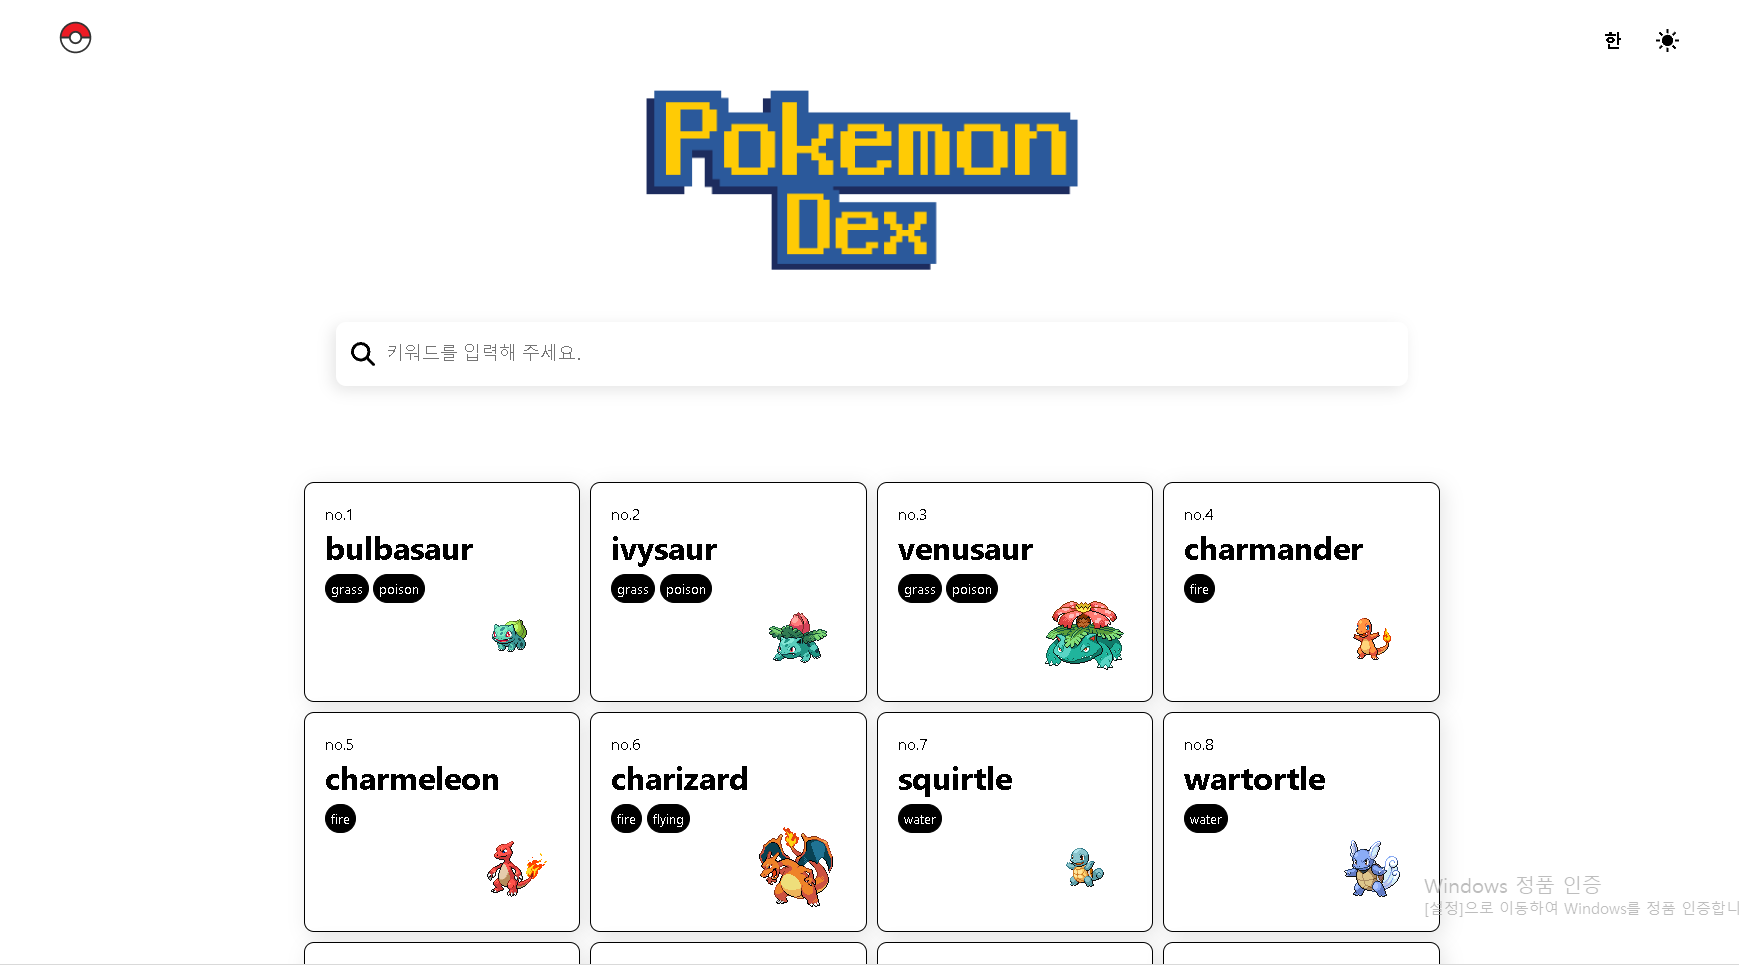 한
Pokemon
Dex
키워드를 입력해 주세요.
no.1
bulbasaur
grass poison
no.2
ivysaur
grass poison
no.3
venusaur
grass poison
no.4
charmander
fire
no.5
charmeleon
fire
no.6
charizard
fire flying
no.7
squirtle
water
no.8
wartortle
water
Windows 정품 인증
[설정]으로 이동하여 Windows를 정품 인증합니